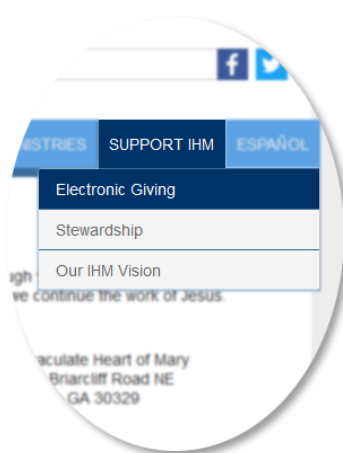 f
NISTRIES SUPPORT IHM ESPAÑOL
Electronic Giving
Stewardship
Our IHM Vision
we continue the work of Jesus.
aculate Heart of Mary
Briarcliff Road NE
GA 30329